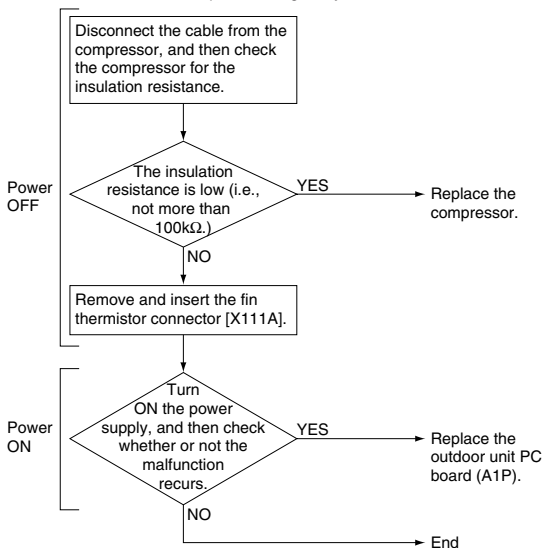 Disconnect the cable from the
compressor, and then check
the compressor for the
insulation resistance.
Power
OFF
The insulation
resistance is low (i.e.,
not more than
100kΩ.)
YES
Replace the
compressor.
NO
Remove and insert the fin
thermistor connector [X111A].
Power
ON
Turn
ON the power
supply, and then check
whether or not the
malfunction
recurs.
YES
Replace the
outdoor unit PC
board (A1P).
NO
End